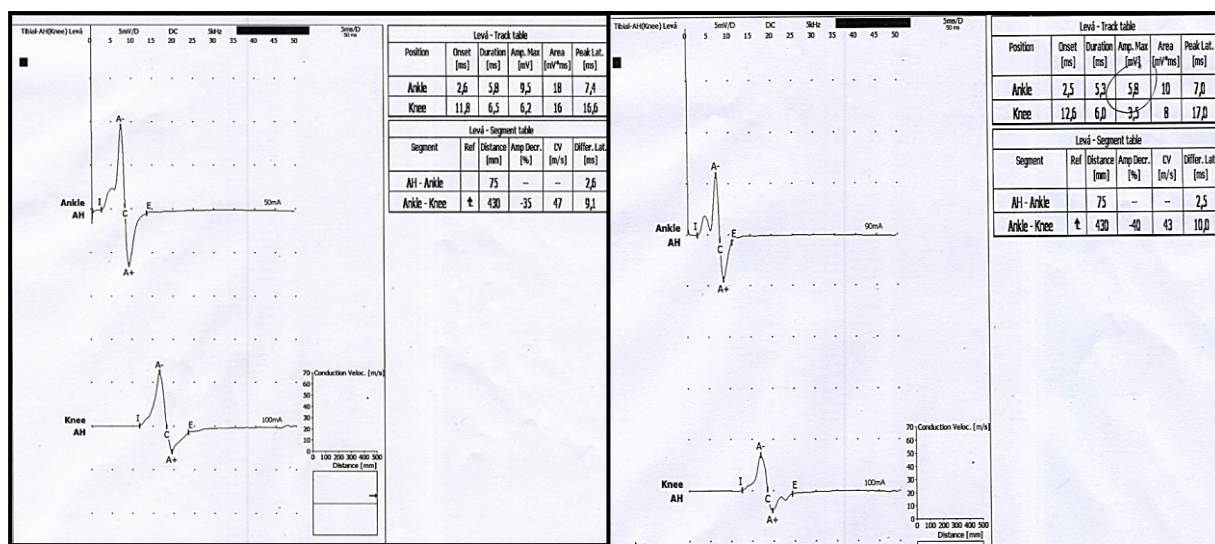 Tibial-AH(Knee) Levá 5mV/D DC 5kHz 5ms/D
50 ms
0 5 10 15 20 25 30 35 40 45 50
A-
I
C
E
Ankle
AH
50mA
A+
A-
I
C
E
Knee
AH
100mA
A+
70 Conduction Veloc. [m/s]
60
50
40
30
20
10
0
0 100 200 300 400 500
Distance [mm]
Levá - Track table
Position Onset [ms] Duration [ms] Amp. Max [mV] Area [mV*ms] Peak Lat. [ms]
Ankle 2,6 5,8 9,5 18 7,4
Knee 11,8 6,5 6,2 16 16,6
Levá - Segment table
Segment Ref Distance [mm] Amp Decr. [%] CV [m/s] Differ. Lat. [ms]
AH - Ankle 75 -- -- 2,6
Ankle - Knee t 430 -35 47 9,1
Tibial-AH(Knee) Levá 5mV/D DC 5kHz 5ms/D
50 ms
0 5 10 15 20 25 30 35 40 45 50
A-
I
C
E
Ankle
AH
90mA
A+
A-
I
C
E
Knee
AH
100mA
A+
70 Conduction Veloc. [m/s]
60
50
40
30
20
10
0
0 100 200 300 400 500
Distance [mm]
Levá - Track table
Position Onset [ms] Duration [ms] Amp. Max [mV] Area [mV*ms] Peak Lat. [ms]
Ankle 2,5 5,3 5,8 10 7,0
Knee 12,6 6,0 3,5 8 17,0
Levá - Segment table
Segment Ref Distance [mm] Amp Decr. [%] CV [m/s] Differ. Lat. [ms]
AH - Ankle 75 -- -- 2,5
Ankle - Knee t 430 -40 43 10,0